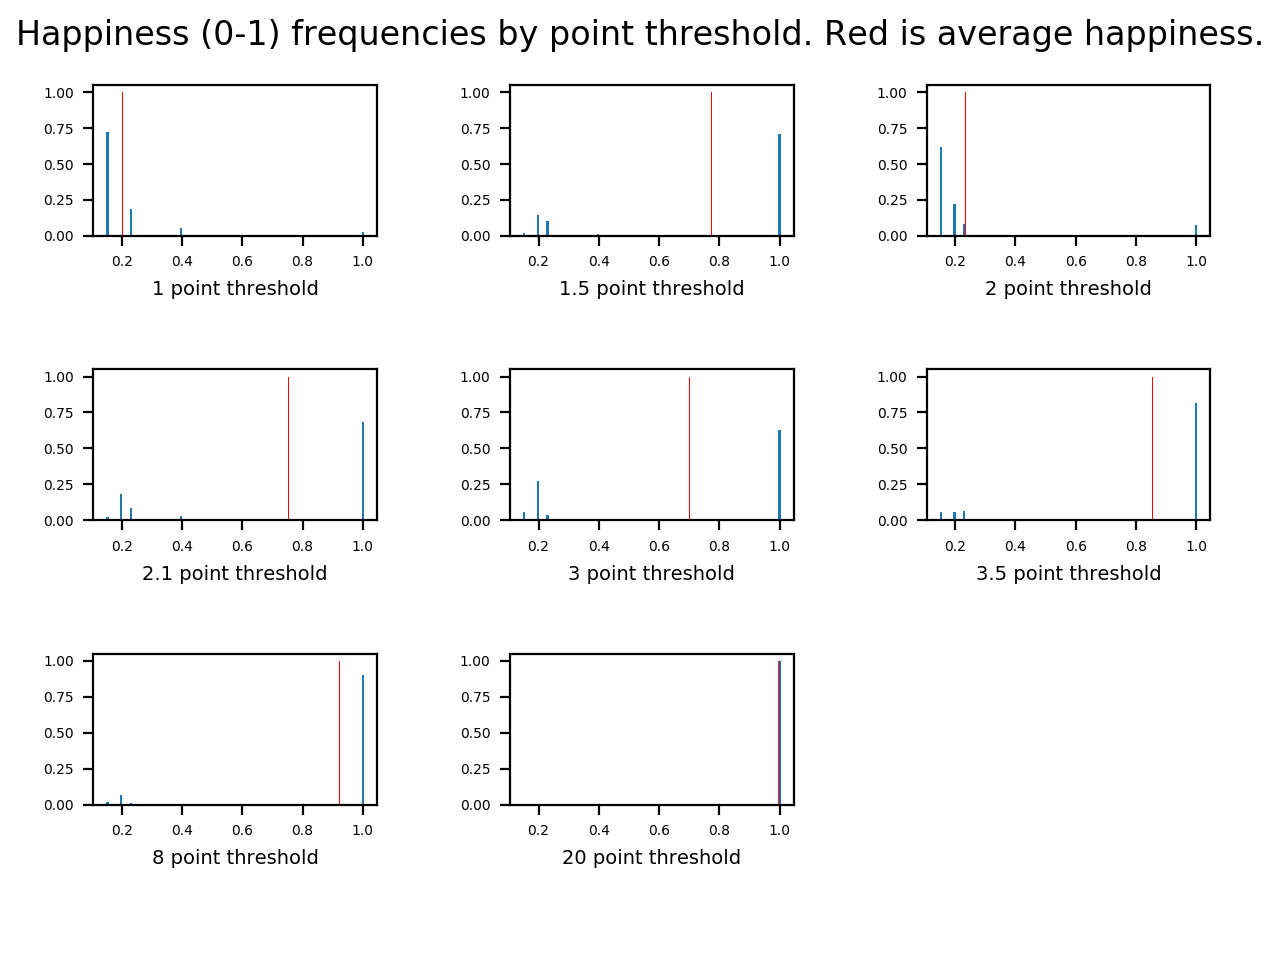 Happiness (0-1) frequencies by point threshold. Red is average happiness.
1.00 1.00 1.00
0.75 0.75 0.75
0.50 0.50 0.50
0.25 0.25 0.25
0.00 0.00 0.00
0.2 0.4 0.6 0.8 1.0 0.2 0.4 0.6 0.8 1.0 0.2 0.4 0.6 0.8 1.0
1 point threshold 1.5 point threshold 2 point threshold
1.00 1.00 1.00
0.75 0.75 0.75
0.50 0.50 0.50
0.25 0.25 0.25
0.00 0.00 0.00
0.2 0.4 0.6 0.8 1.0 0.2 0.4 0.6 0.8 1.0 0.2 0.4 0.6 0.8 1.0
2.1 point threshold 3 point threshold 3.5 point threshold
1.00 1.00
0.75 0.75
0.50 0.50
0.25 0.25
0.00 0.00
0.2 0.4 0.6 0.8 1.0 0.2 0.4 0.6 0.8 1.0
8 point threshold 20 point threshold